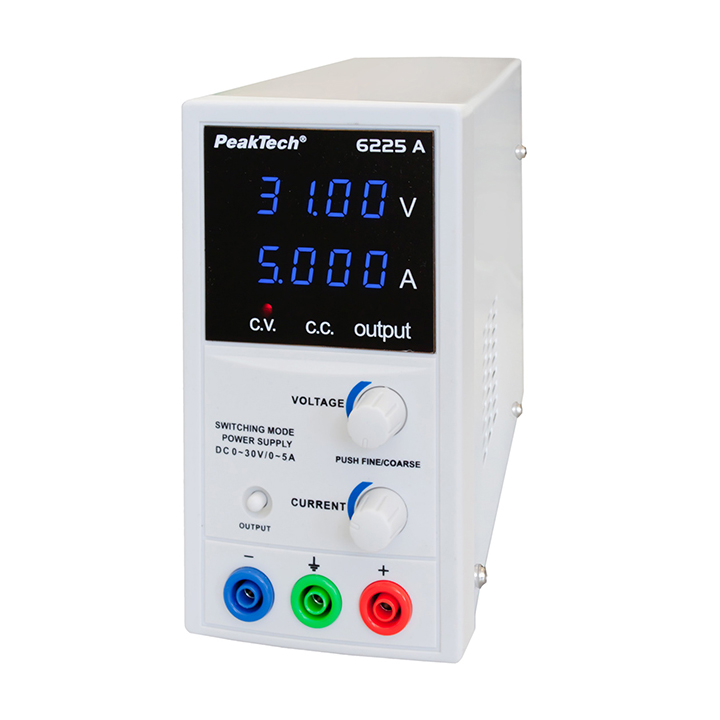 PeakTech® 6225 A
31.00 V
5.000 A
C.V. C.C. output
VOLTAGE
SWITCHING MODE
POWER SUPPLY
DC 0~30V/0~5A
PUSH FINE/COARSE
CURRENT
OUTPUT
− ⏚ +